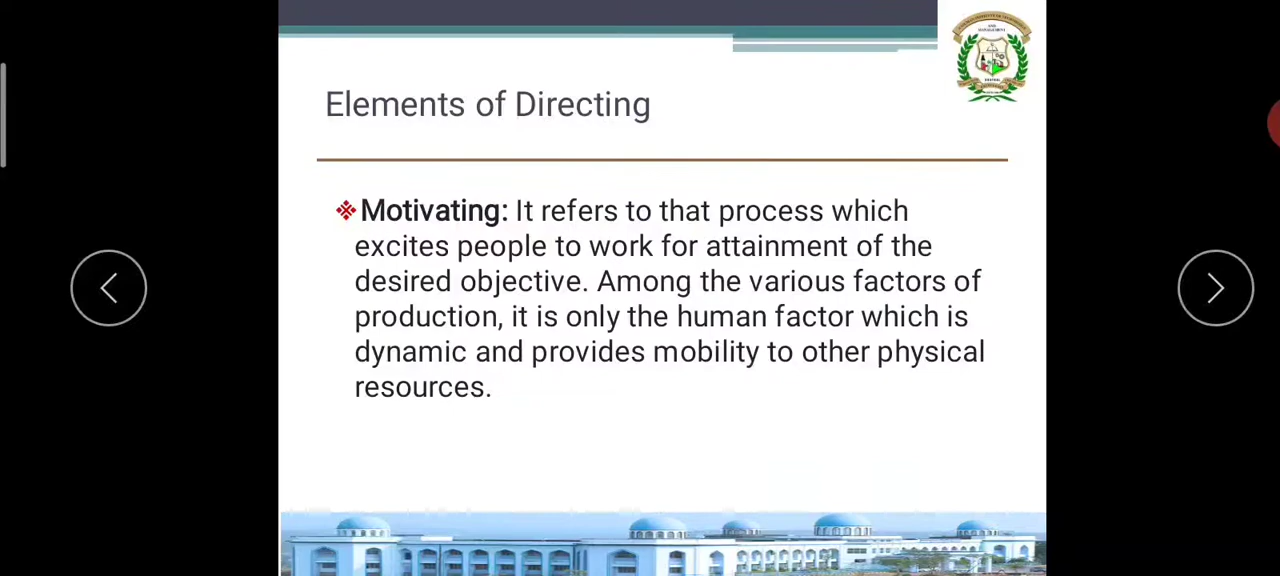 Elements of Directing
Motivating: It refers to that process which
excites people to work for attainment of the
desired objective. Among the various factors of
production, it is only the human factor which is
dynamic and provides mobility to other physical
resources.